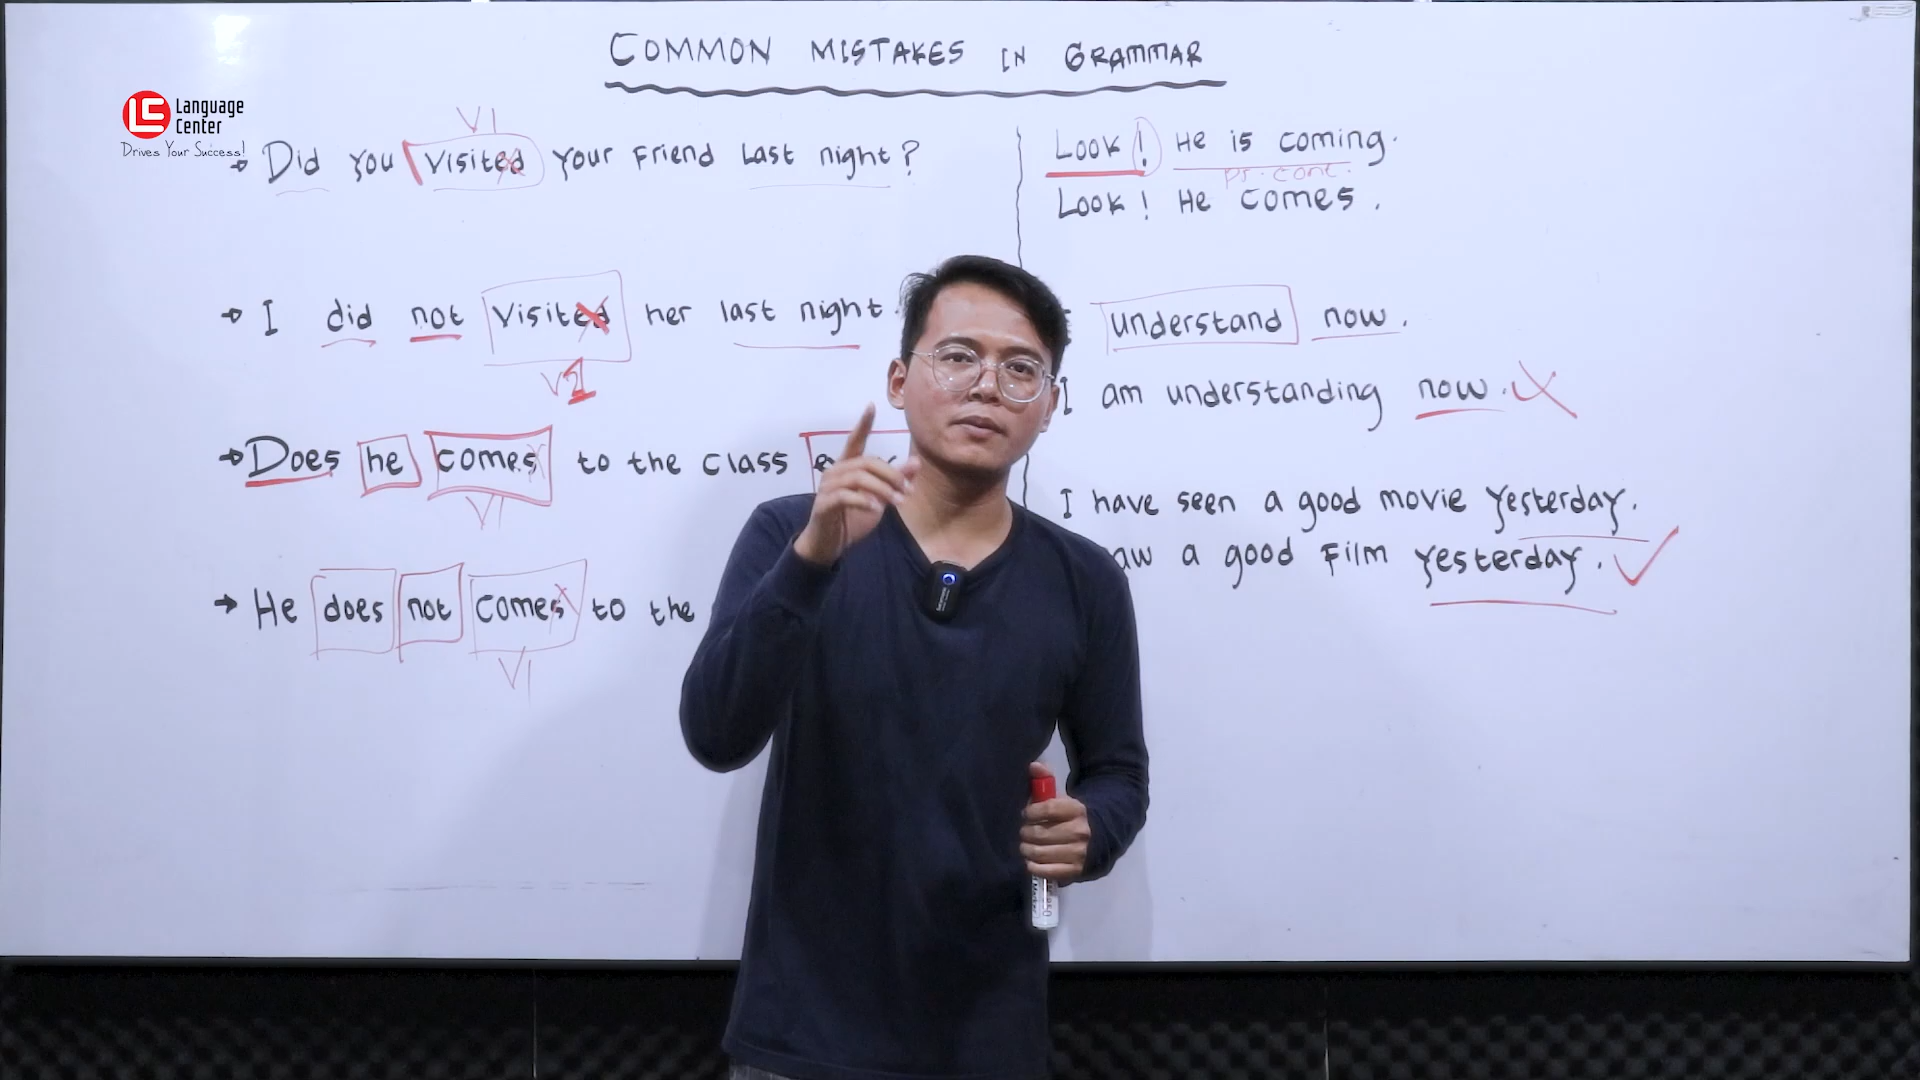 COMMON MISTAKES IN GRAMMAR
LC Language
Center
Drives Your Success!
V1
→ Did you visited your friend last night?
→ I did not visited her last night.
V1
→ Does he comes to the class
V1
→ He does not comes to the
V1
Look! He is coming.
pr. cont.
Look! He comes.
understand now.
I am understanding now.
I have seen a good movie yesterday.
a good film yesterday.